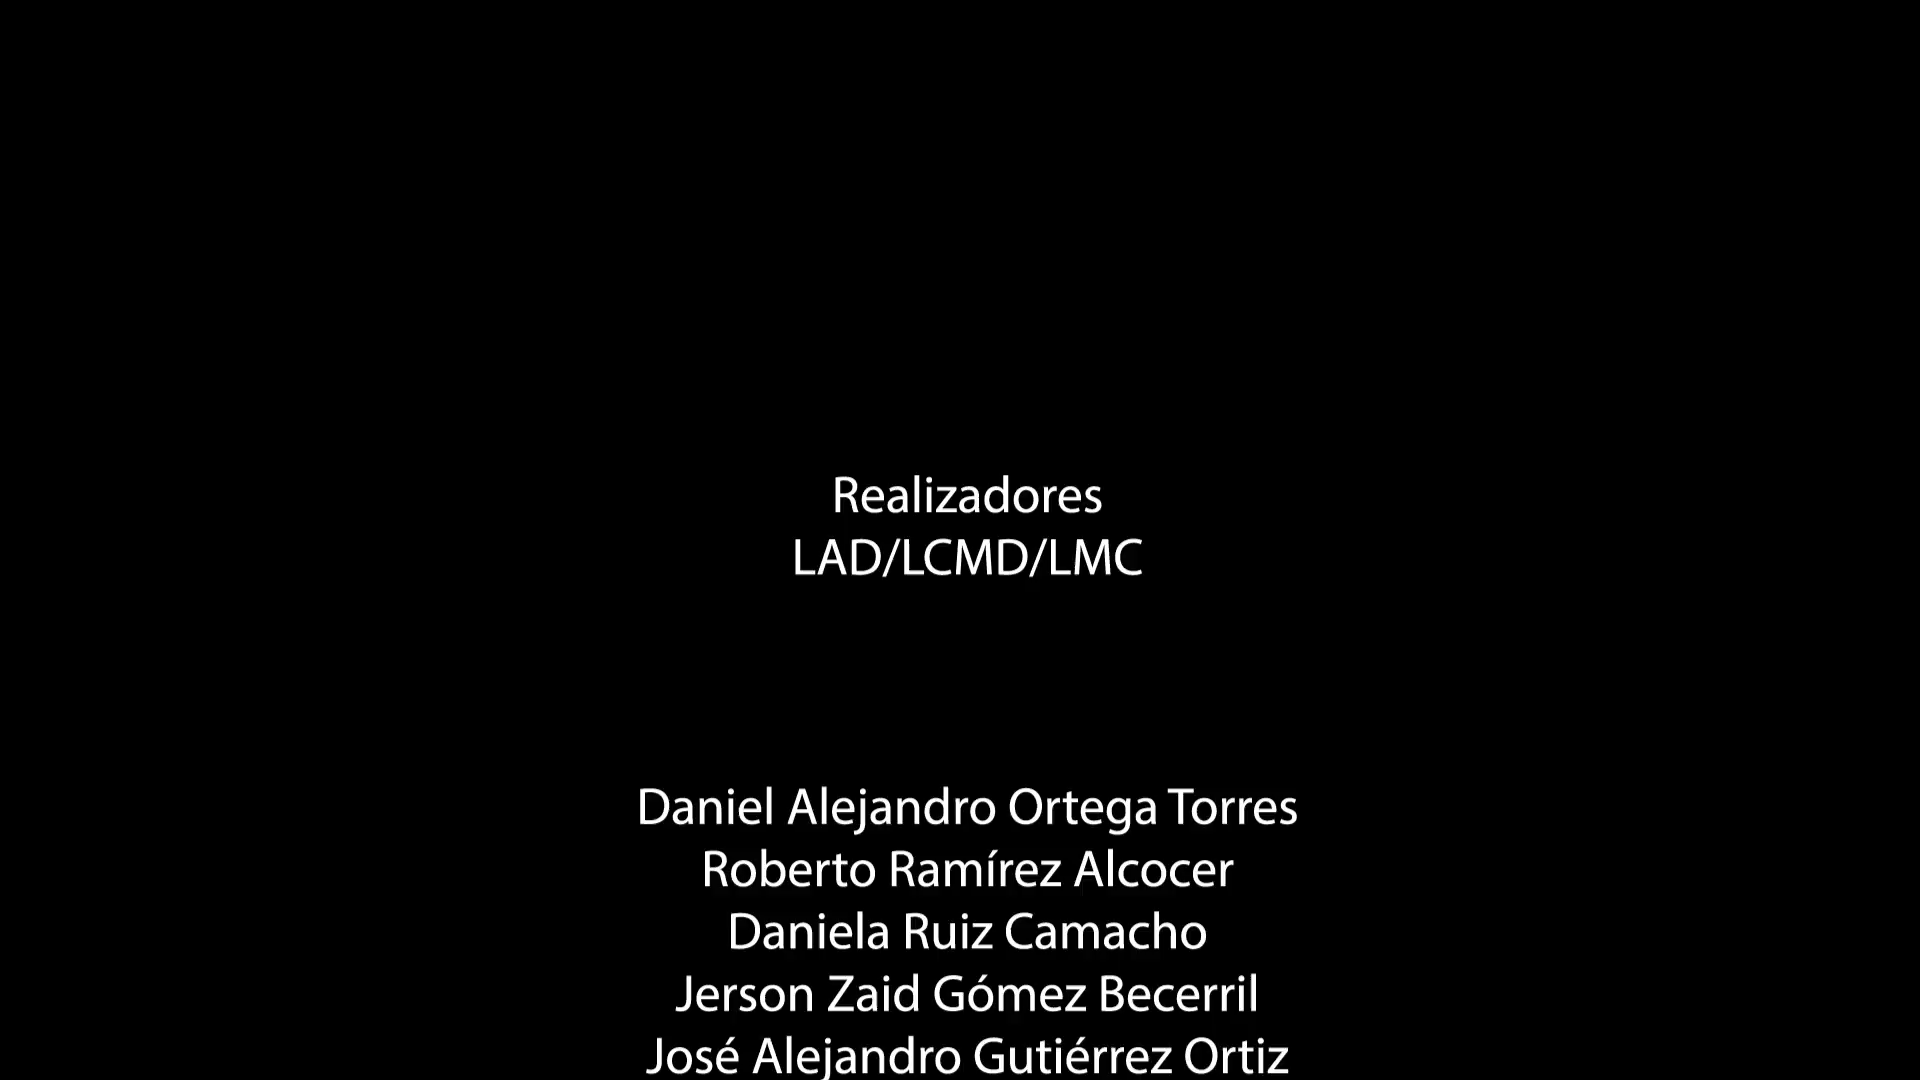 Realizadores
LAD/LCMD/LMC
Daniel Alejandro Ortega Torres
Roberto Ramírez Alcocer
Daniela Ruiz Camacho
Jerson Zaid Gómez Becerril
José Alejandro Gutiérrez Ortiz